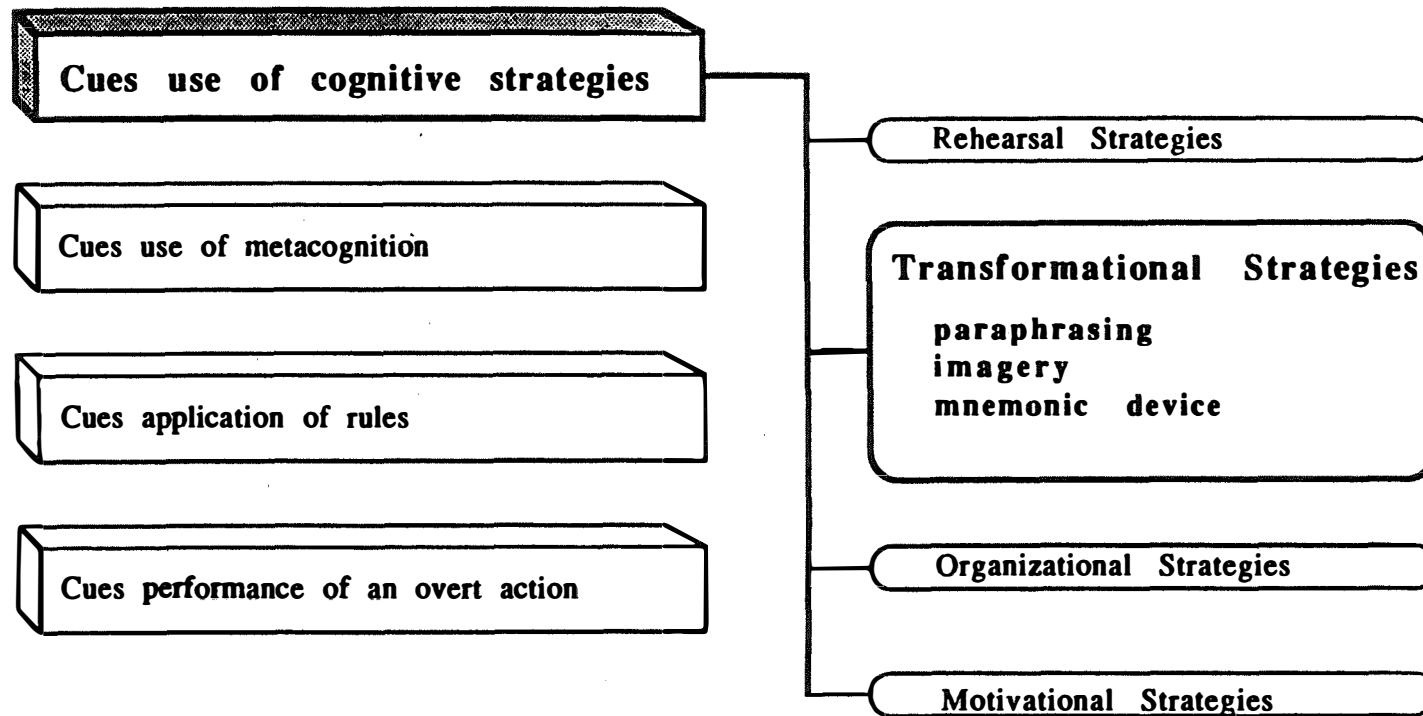 Cues use of cognitive strategies
Cues use of metacognition
Cues application of rules
Cues performance of an overt action
Rehearsal Strategies
Transformational Strategies
paraphrasing
imagery
mnemonic device
Organizational Strategies
Motivational Strategies